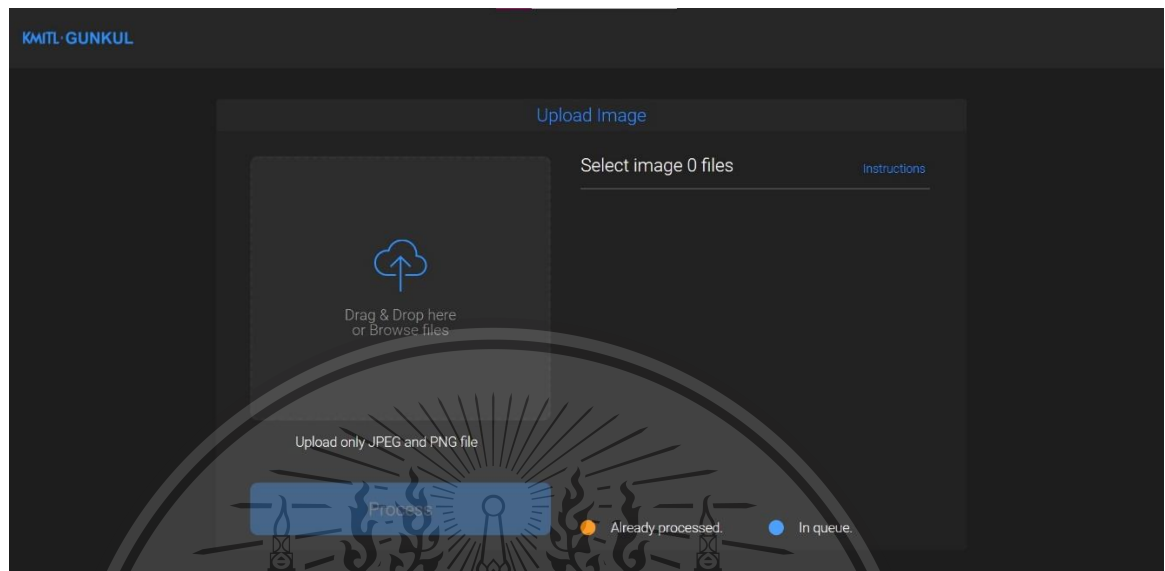 KMITL·GUNKUL
Upload Image
Select image 0 files
Instructions
Drag & Drop here
or Browse files
Upload only JPEG and PNG file
Process
Already processed.
In queue.